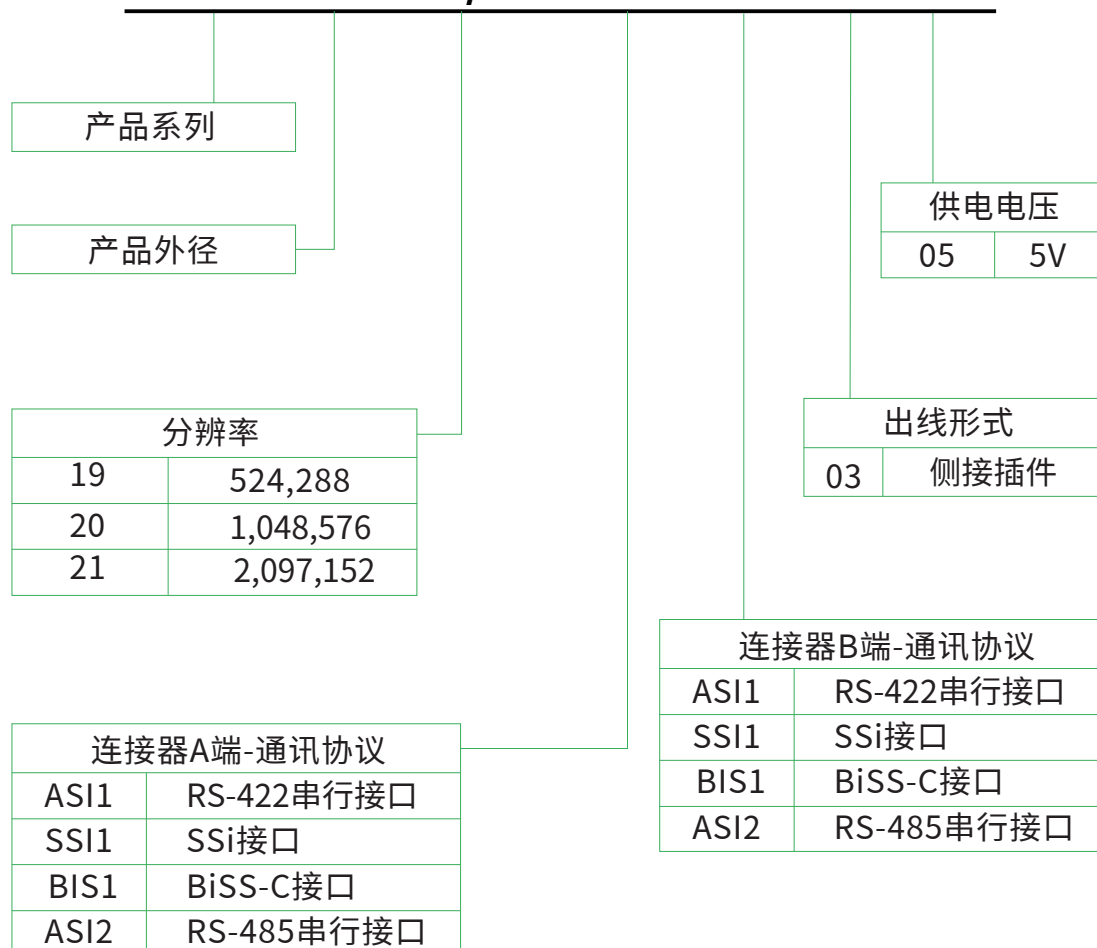 产品系列
产品外径
供电电压
05 5V
分辨率
19 524,288
20 1,048,576
21 2,097,152
出线形式
03 侧接插件
连接器B端-通讯协议
ASI1 RS-422串行接口
SSI1 SSi接口
BIS1 BiSS-C接口
ASI2 RS-485串行接口
连接器A端-通讯协议
ASI1 RS-422串行接口
SSI1 SSi接口
BIS1 BiSS-C接口
ASI2 RS-485串行接口